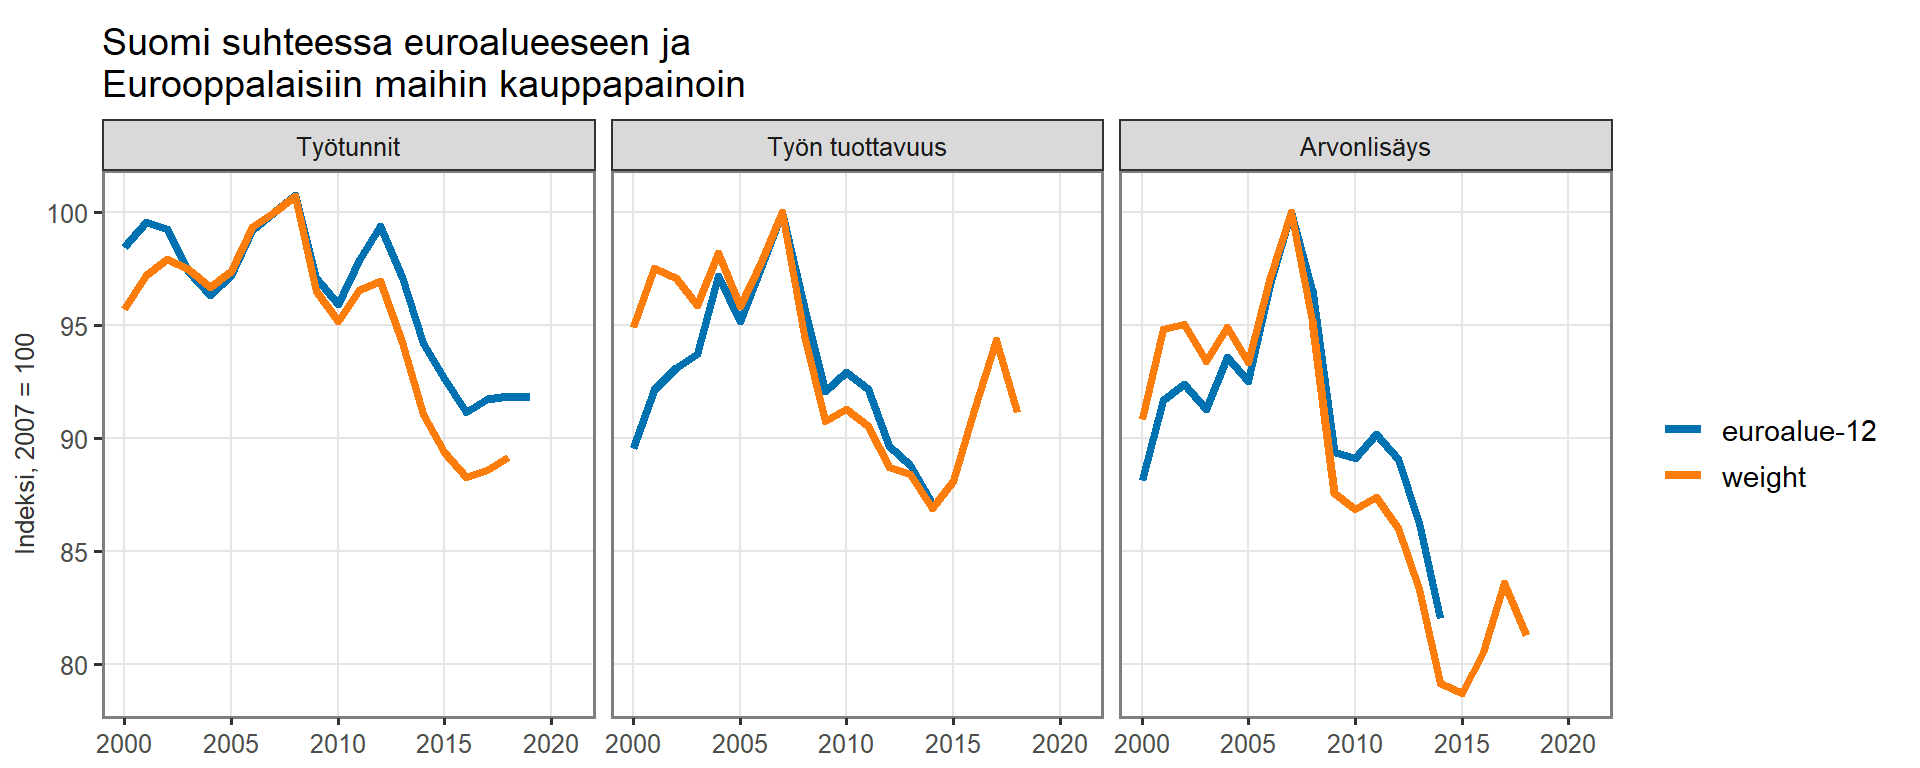 Suomi suhteessa euroalueeseen ja
Eurooppalaisiin maihin kauppapainoin
Työtunnit
Työn tuottavuus
Arvonlisäys
Indeksi, 2007 = 100
100
95
90
85
80
2000 2005 2010 2015 2020
2000 2005 2010 2015 2020
2000 2005 2010 2015 2020
euroalue-12
weight